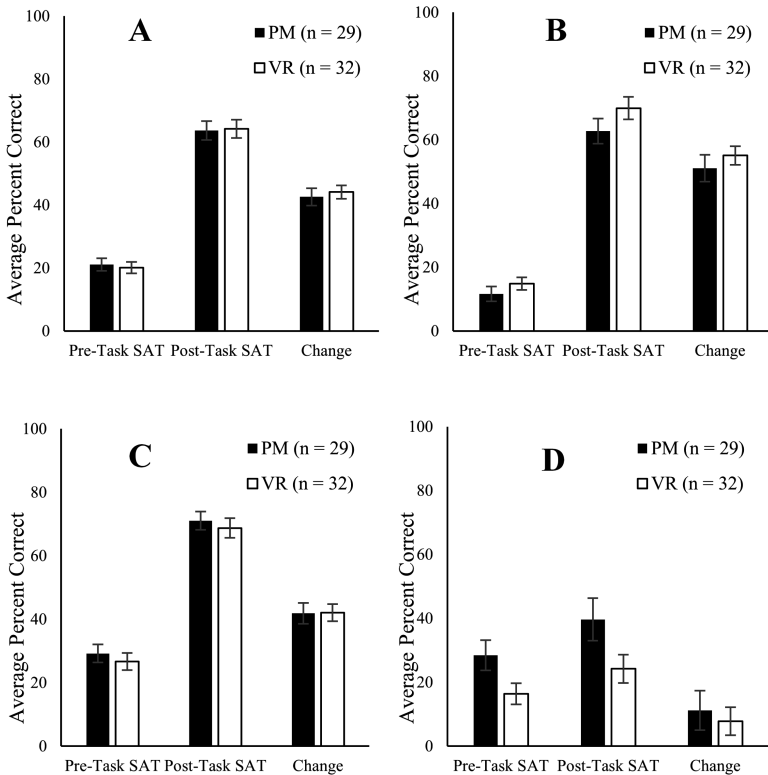 A
PM (n = 29)
VR (n = 32)
Average Percent Correct
100
80
60
40
20
0
Pre-Task SAT Post-Task SAT Change
B
PM (n = 29)
VR (n = 32)
Average Percent Correct
100
80
60
40
20
0
Pre-Task SAT Post-Task SAT Change
C
PM (n = 29)
VR (n = 32)
Average Percent Correct
100
80
60
40
20
0
Pre-Task SAT Post-Task SAT Change
D
PM (n = 29)
VR (n = 32)
Average Percent Correct
100
80
60
40
20
0
Pre-Task SAT Post-Task SAT Change